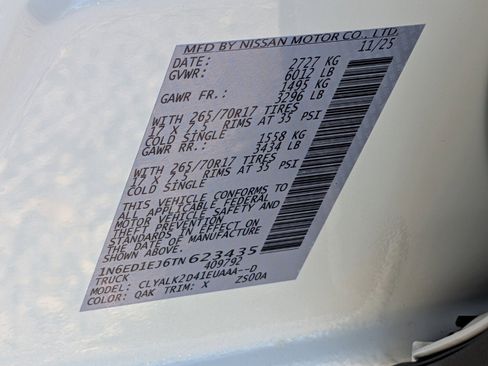 MFD BY NISSAN MOTOR CO., LTD.
DATE: 11/25
GVWR: 2727 KG
6012 LB
GAWR FR.: 1495 KG
3296 LB
WITH 265/70R17 TIRES
17 X 7.5 RIMS AT 35 PSI
COLD SINGLE
GAWR RR.: 1558 KG
3434 LB
WITH 265/70R17 TIRES
17 X 7.5 RIMS AT 35 PSI
COLD SINGLE
THIS VEHICLE CONFORMS TO
ALL APPLICABLE FEDERAL
MOTOR VEHICLE SAFETY AND
THEFT PREVENTION
STANDARDS IN EFFECT ON
THE DATE OF MANUFACTURE
SHOWN ABOVE.
1N6ED1EJ6TN623435
TRUCK 409792
MODEL: CLYALK2D4IEUAAA--D
COLOR: QAK TRIM: X ZS00A